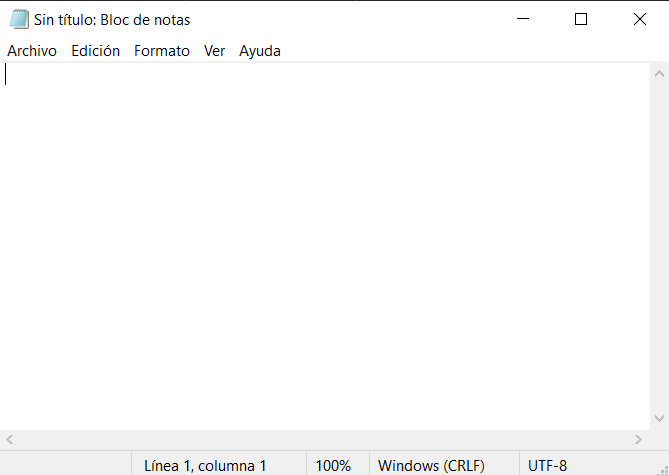 Sin título: Bloc de notas
Archivo Edición Formato Ver Ayuda
Línea 1, columna 1 100% Windows (CRLF) UTF-8